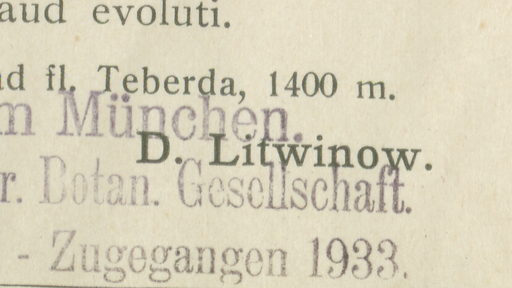 aud evoluti.
ad fl. Teberda, 1400 m.
m München.
D. Litwinow.
r. Botan. Gesellschaft.
- Zugegangen 1933.